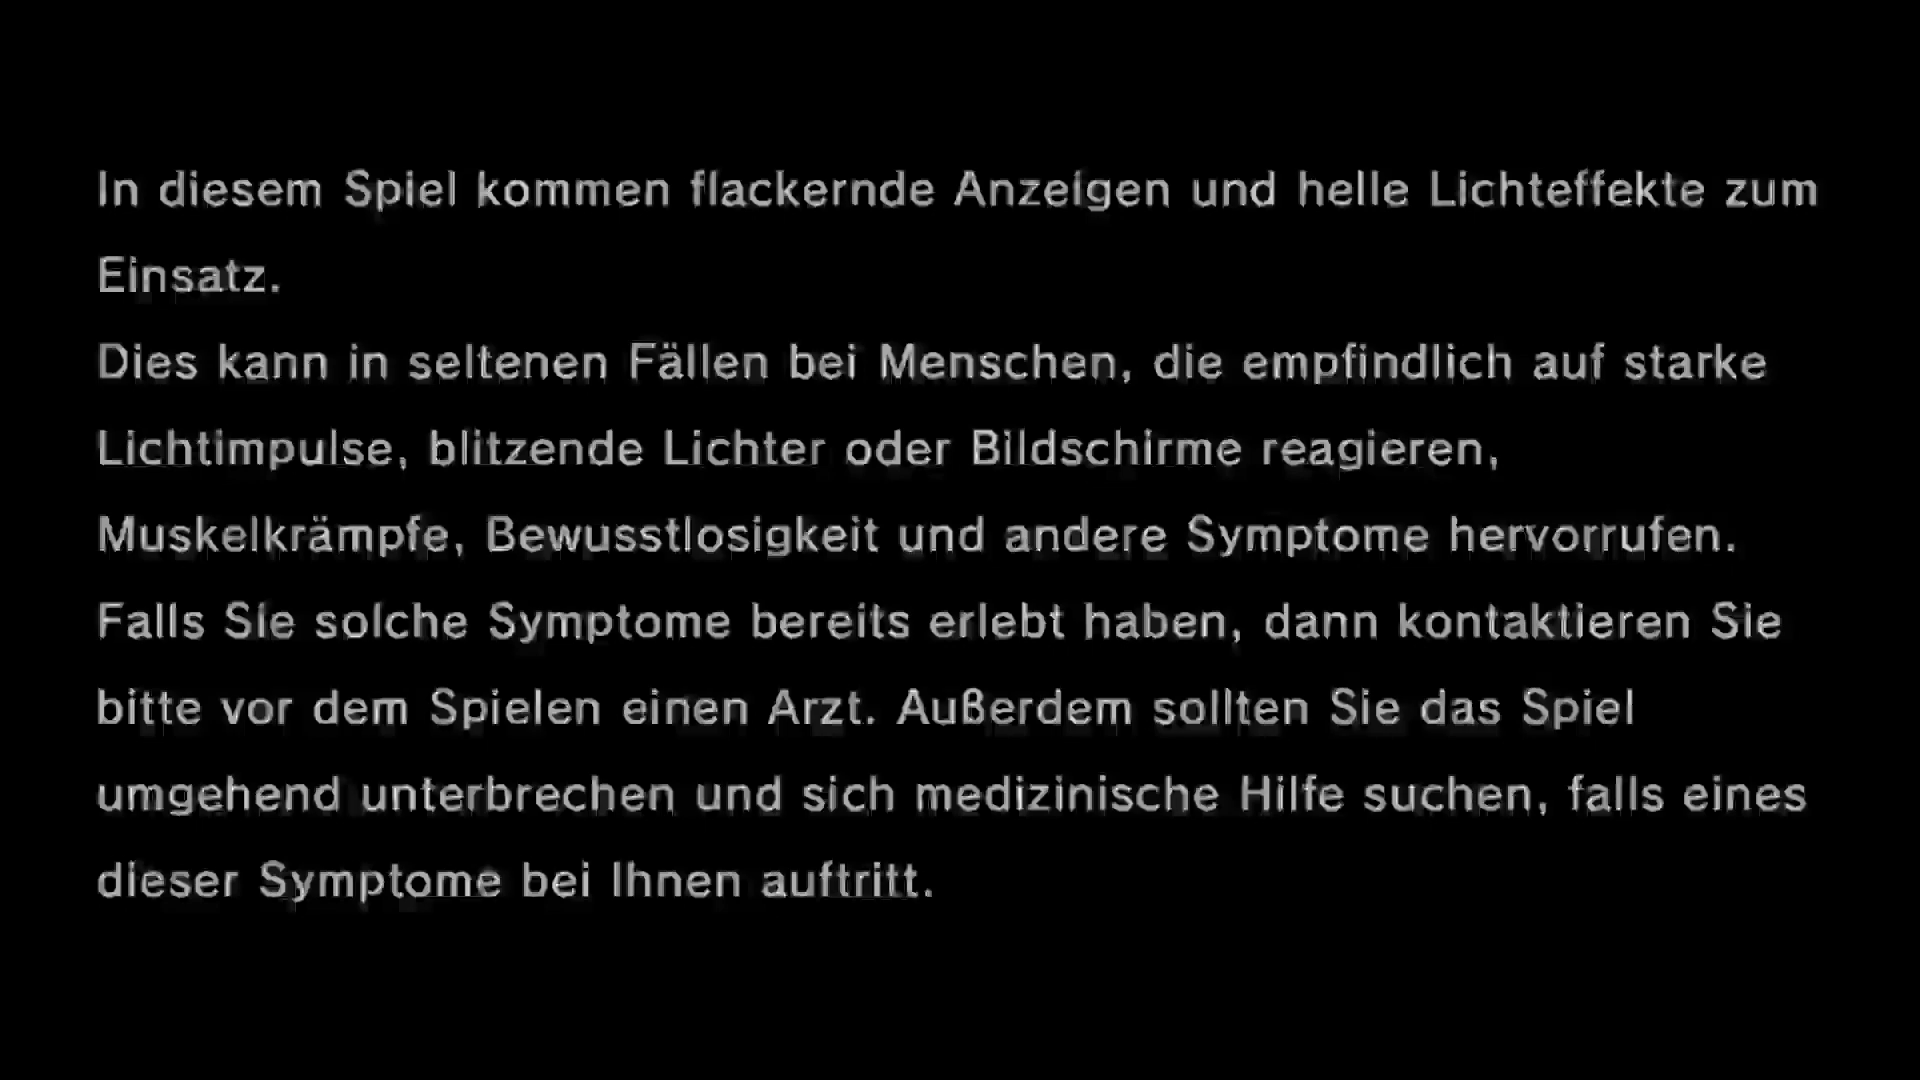 In diesem Spiel kommen flackernde Anzeigen und helle Lichteffekte zum
Einsatz.
Dies kann in seltenen Fällen bei Menschen, die empfindlich auf starke
Lichtimpulse, blitzende Lichter oder Bildschirme reagieren,
Muskelkrämpfe, Bewusstlosigkeit und andere Symptome hervorrufen.
Falls Sie solche Symptome bereits erlebt haben, dann kontaktieren Sie
bitte vor dem Spielen einen Arzt. Außerdem sollten Sie das Spiel
umgehend unterbrechen und sich medizinische Hilfe suchen, falls eines
dieser Symptome bei Ihnen auftritt.